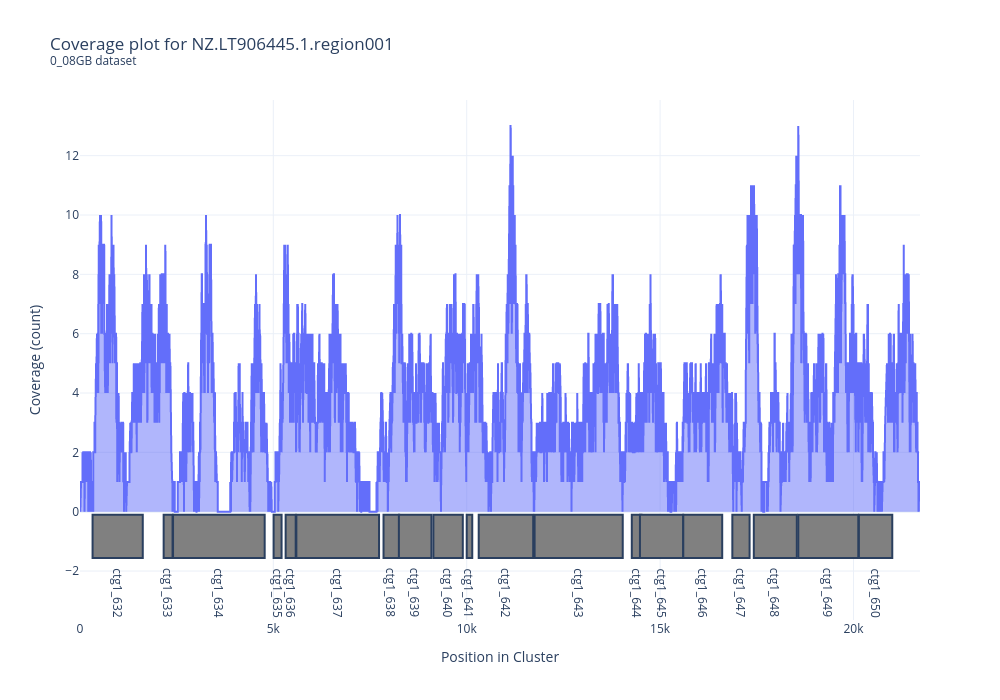 Coverage plot for NZ.LT906445.1.region001
0_08GB dataset
12
10
8
6
4
2
0
−2
Coverage (count)
ctg1_632
ctg1_633
ctg1_634
ctg1_635
ctg1_636
ctg1_637
ctg1_638
ctg1_639
ctg1_640
ctg1_641
ctg1_642
ctg1_643
ctg1_644
ctg1_645
ctg1_646
ctg1_647
ctg1_648
ctg1_649
ctg1_650
0
5k
10k
15k
20k
Position in Cluster